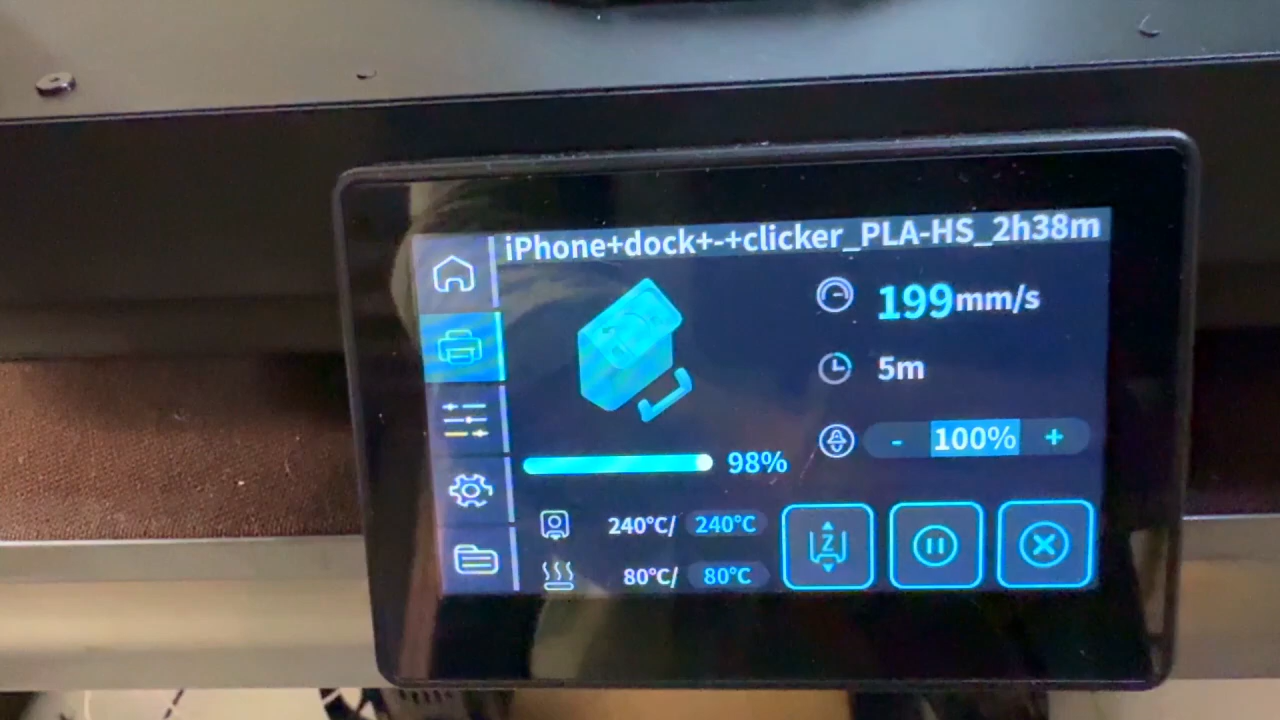 iPhone+dock+-+clicker_PLA-HS_2h38m
199mm/s
5m
- 100% +
98%
240°C/ 240°C
80°C/ 80°C
Z